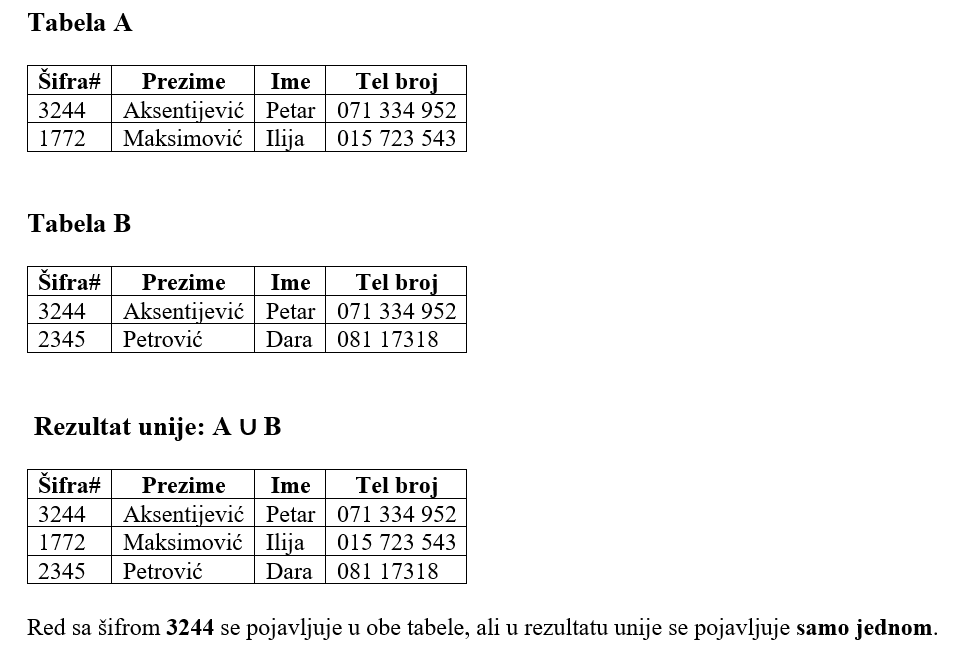 Tabela A
Šifra# Prezime Ime Tel broj
3244 Aksentijević Petar 071 334 952
1772 Maksimović Ilija 015 723 543
Tabela B
Šifra# Prezime Ime Tel broj
3244 Aksentijević Petar 071 334 952
2345 Petrović Dara 081 17318
Rezultat unije: A ∪ B
Šifra# Prezime Ime Tel broj
3244 Aksentijević Petar 071 334 952
1772 Maksimović Ilija 015 723 543
2345 Petrović Dara 081 17318
Red sa šifrom 3244 se pojavljuje u obe tabele, ali u rezultatu unije se pojavljuje samo jednom.